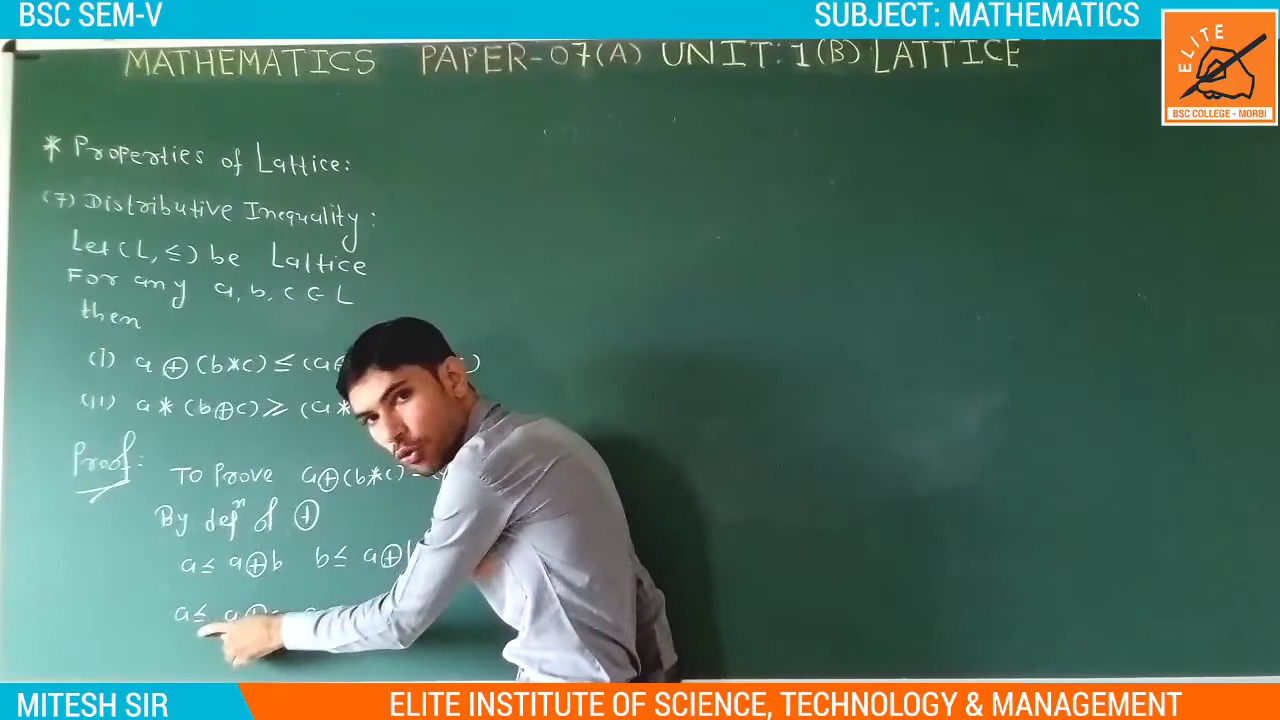 BSC SEM-V
SUBJECT: MATHEMATICS
ELITE
BSC COLLEGE - MORBI
MATHEMATICS PAPER-07(A) UNIT: 1(B) LATTICE
* Properties of Lattice:
(7) Distributive Inequality:
Let (L, ≤) be Lattice
For any a, b, c ∈ L
then
(I) a ⊕ (b*c) ≤ (a⊕ c)
(II) a * (b⊕c) ≥ (a *
Proof: To Prove a⊕(b*c)
By defⁿ of ⊕
a ≤ a⊕b b ≤ a⊕b
a ≤ a⊕c
MITESH SIR
ELITE INSTITUTE OF SCIENCE, TECHNOLOGY & MANAGEMENT